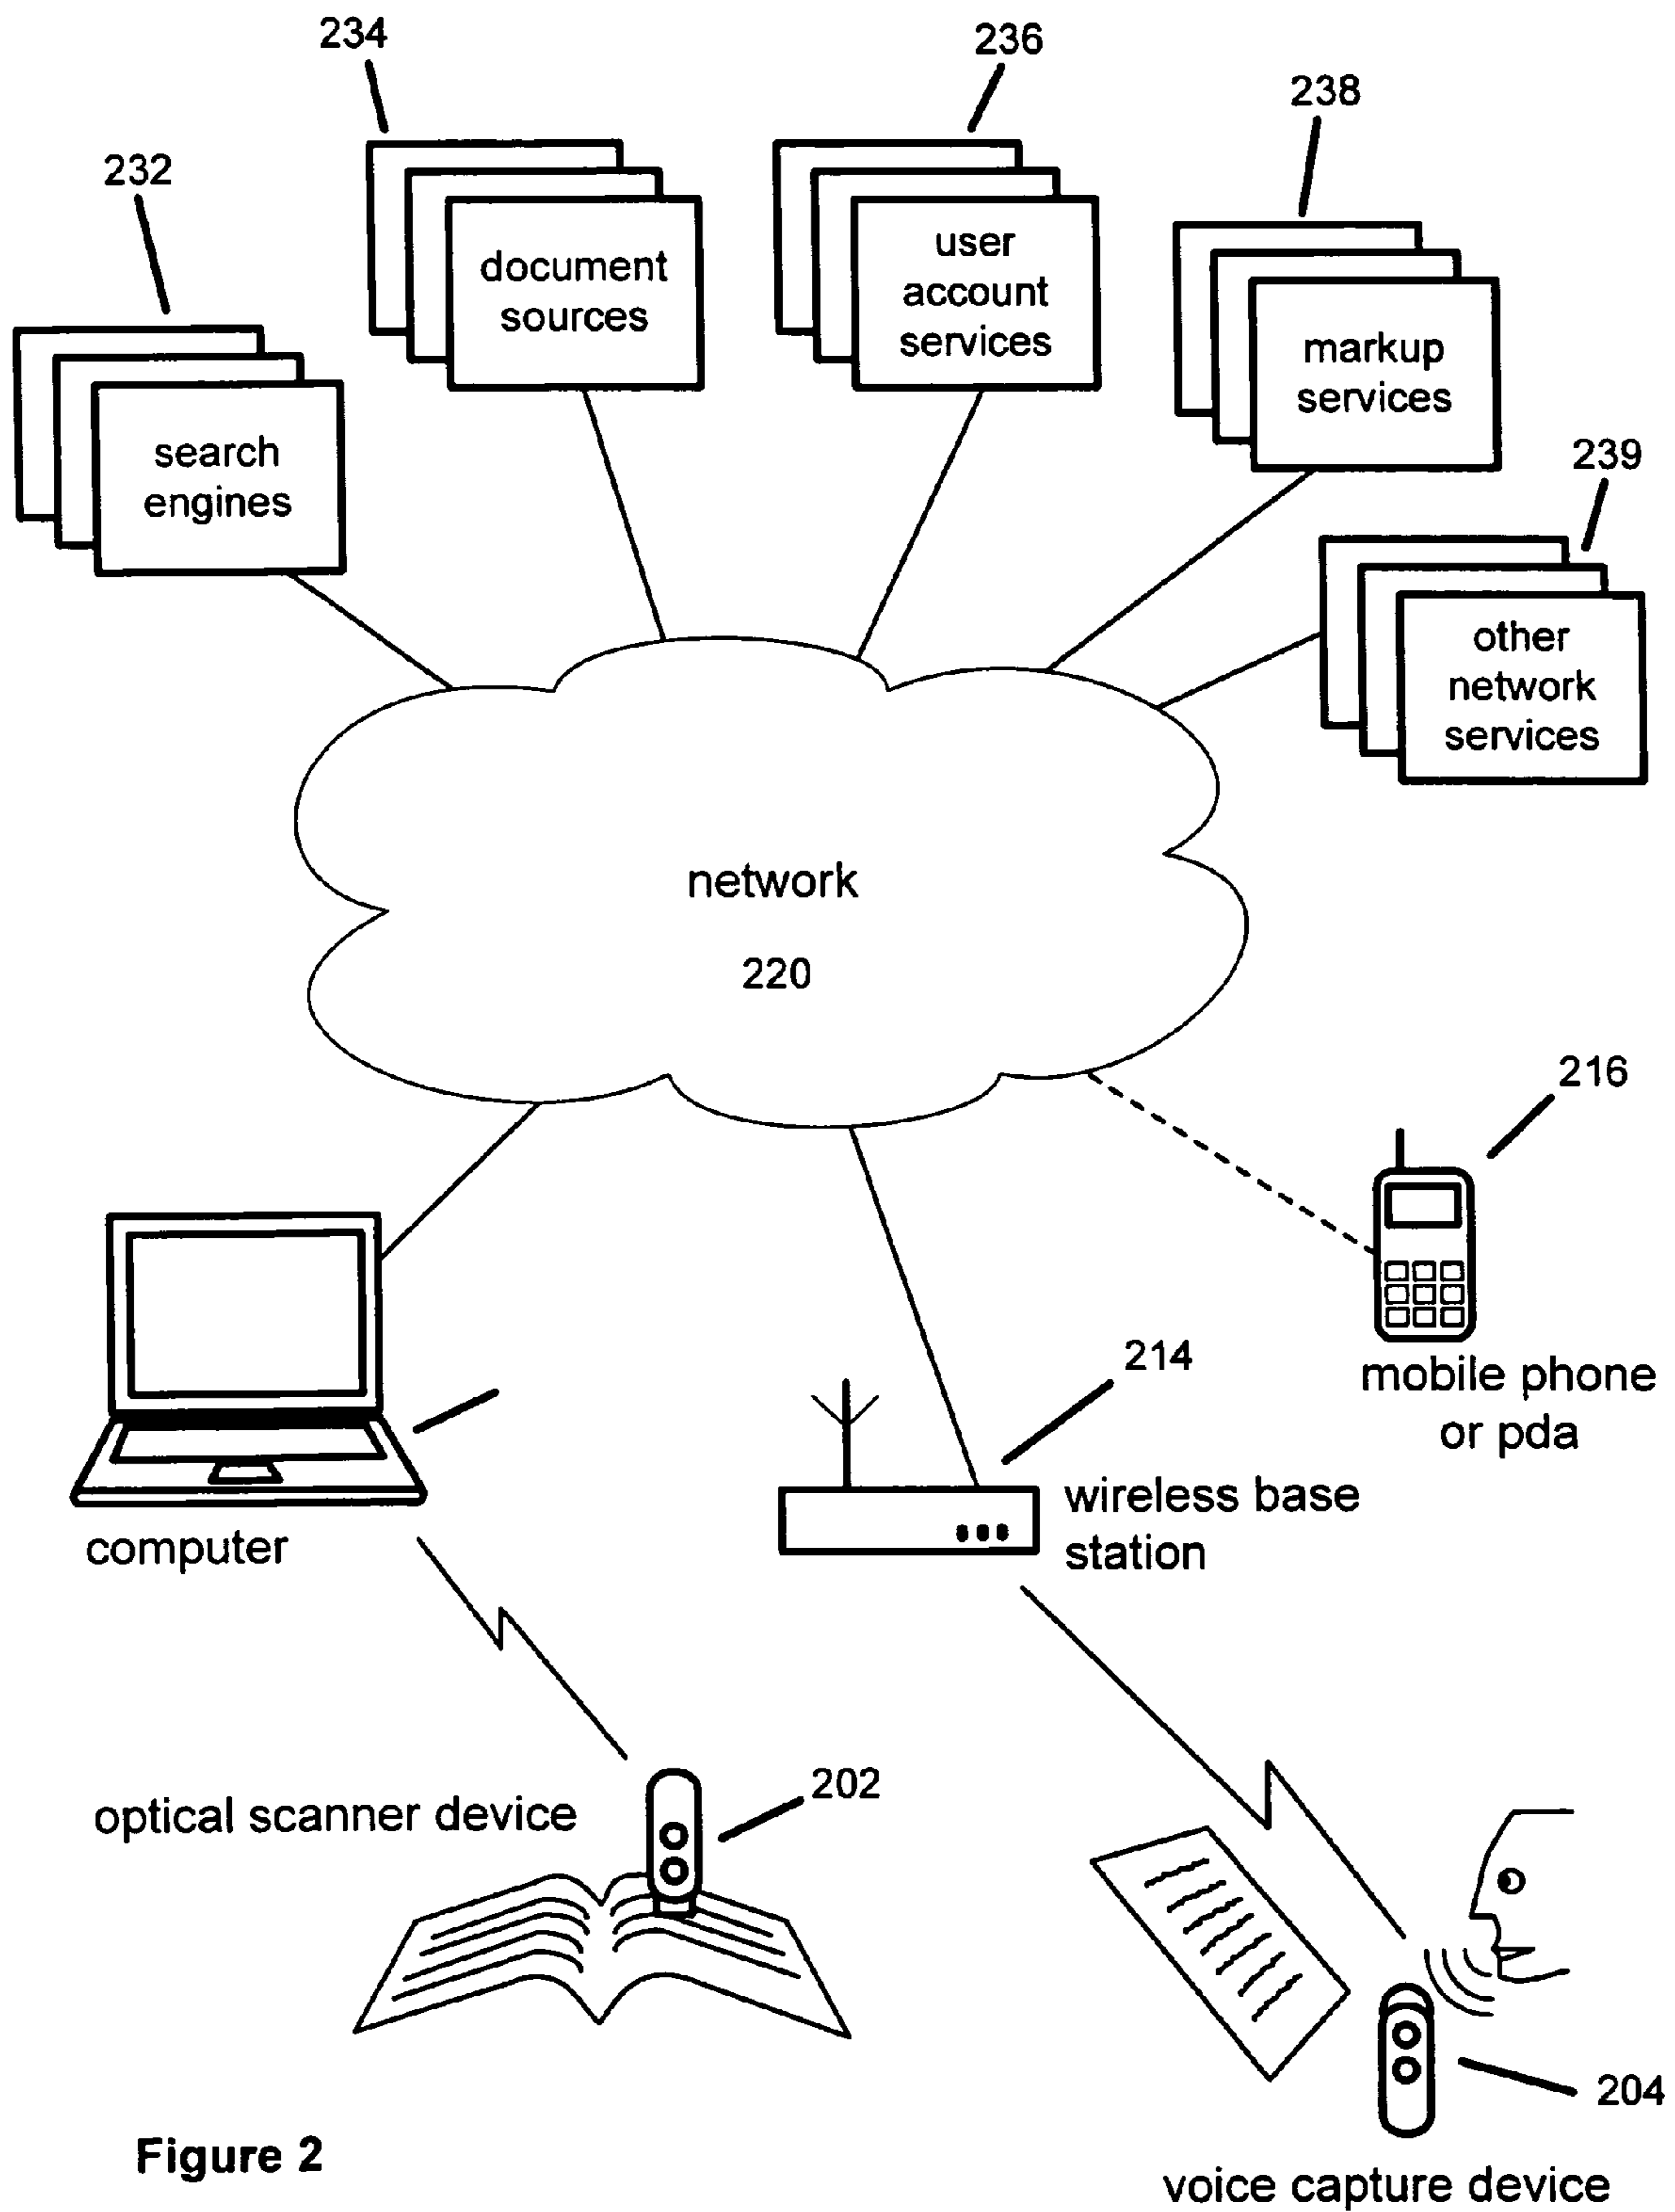 234
236
238
232
document
sources
user
account
services
markup
services
239
search
engines
other
network
services
network
220
216
mobile phone
or pda
214
wireless base
station
computer
202
optical scanner device
204
voice capture device
Figure 2